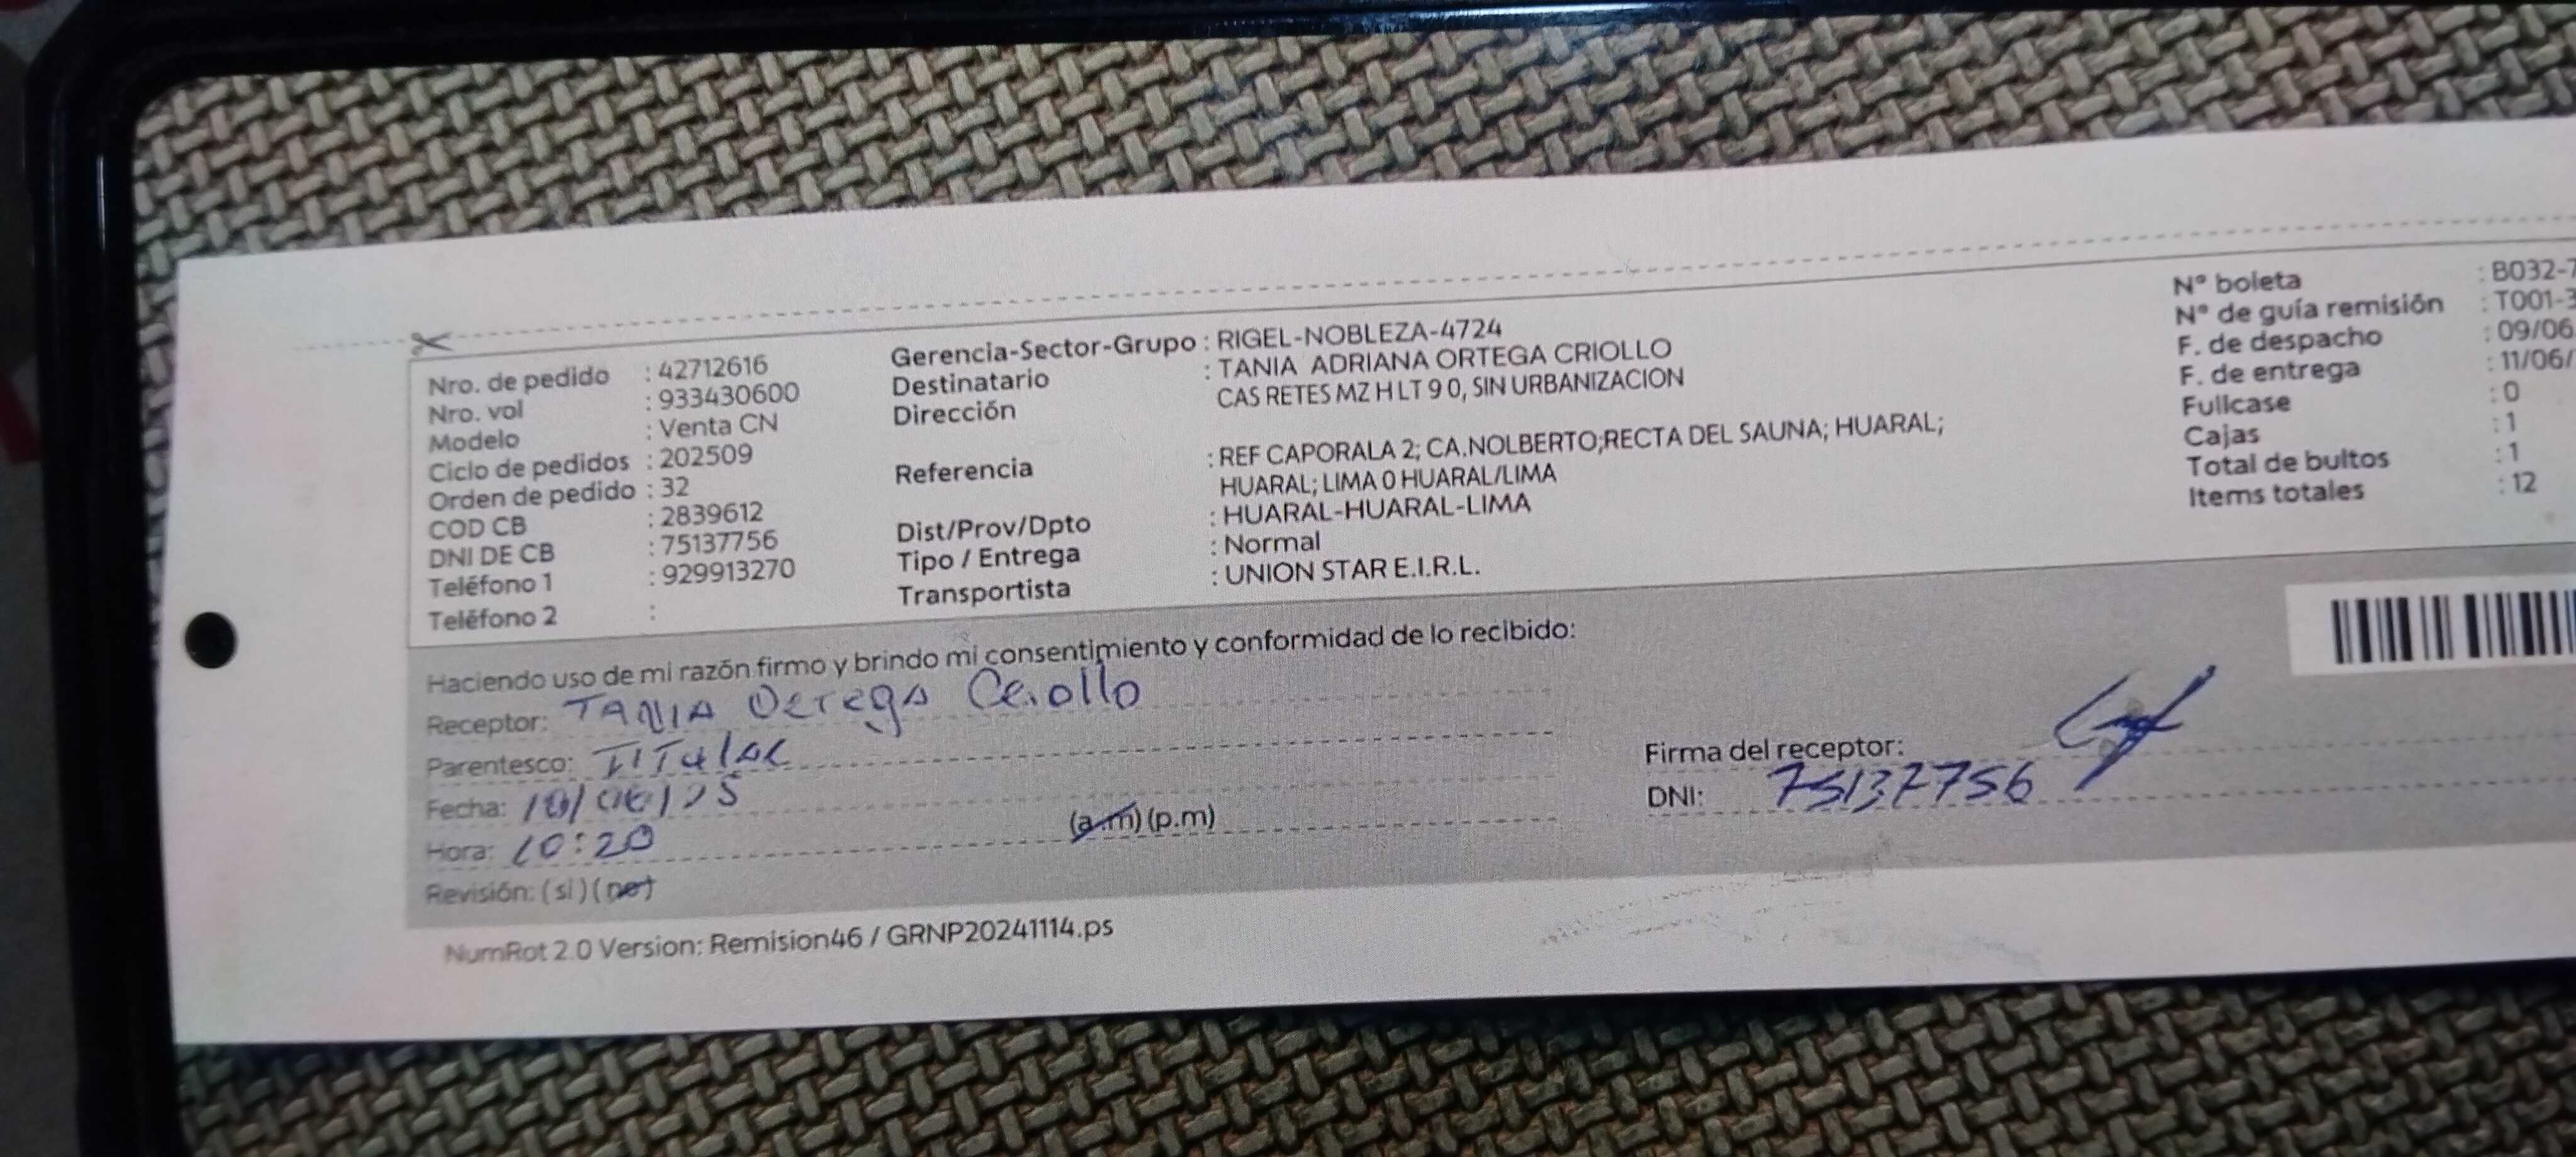 Nro. de pedido : 42712616
Nro. vol : 933430600
Modelo : Venta CN
Ciclo de pedidos : 202509
Orden de pedido : 32
COD CB : 2839612
DNI DE CB : 75137756
Teléfono 1 : 929913270
Teléfono 2 :
Gerencia-Sector-Grupo : RIGEL-NOBLEZA-4724
Destinatario : TANIA ADRIANA ORTEGA CRIOLLO
Dirección CAS RETES MZ H LT 9 0, SIN URBANIZACION
Referencia : REF CAPORALA 2; CA.NOLBERTO;RECTA DEL SAUNA; HUARAL;
HUARAL; LIMA 0 HUARAL/LIMA
Dist/Prov/Dpto : HUARAL-HUARAL-LIMA
Tipo / Entrega : Normal
Transportista : UNION STAR E.I.R.L.
N° boleta : B032-7
N° de guía remisión : T001-3
F. de despacho : 09/06
F. de entrega : 11/06/
Fullcase : 0
Cajas : 1
Total de bultos : 1
Items totales : 12
Haciendo uso de mi razón firmo y brindo mi consentimiento y conformidad de lo recibido:
Receptor: TANIA Ortega Criollo
Parentesco: TITular
Fecha: 10/06/25
Hora: 10:20 (a.m) (p.m)
Revisión: (si) (no)
Firma del receptor:
DNI: 75137756
NumRot 2.0 Version: Remision46 / GRNP20241114.ps